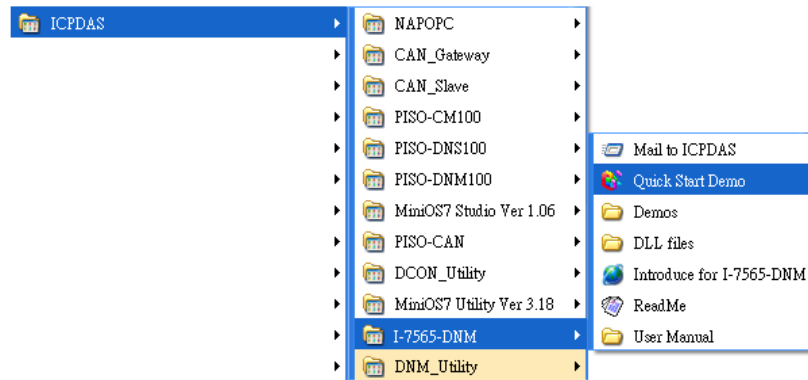 ICPDAS
NAPOPC
CAN_Gateway
CAN_Slave
PISO-CM100
PISO-DNS100
PISO-DNM100
MiniOS7 Studio Ver 1.06
PISO-CAN
DCON_Utility
MiniOS7 Utility Ver 3.18
I-7565-DNM
DNM_Utility
Mail to ICPDAS
Quick Start Demo
Demos
DLL files
Introduce for I-7565-DNM
ReadMe
User Manual